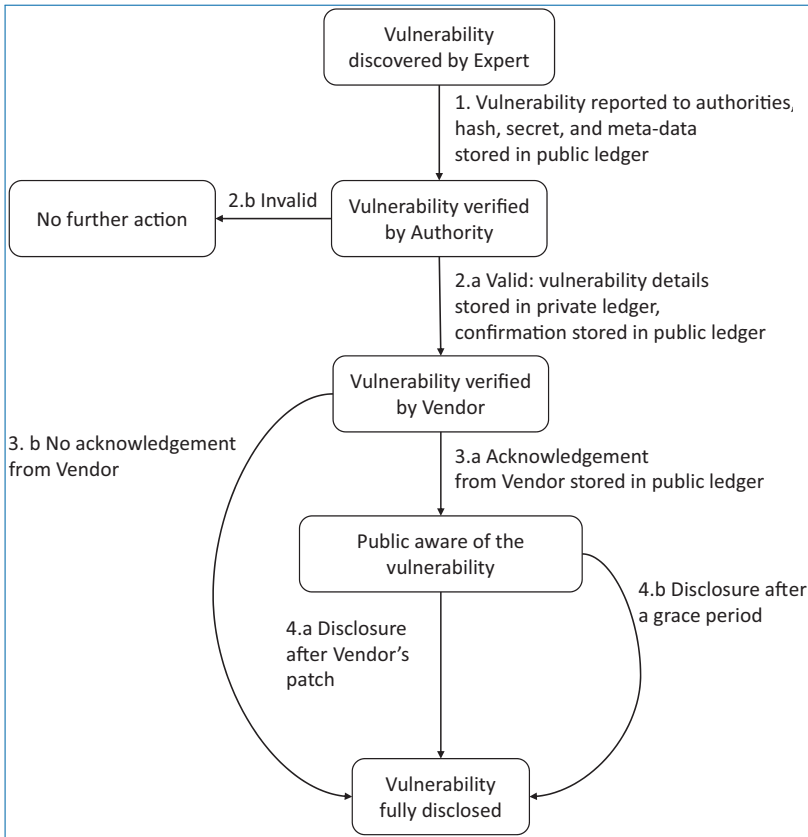 Vulnerability
discovered by Expert
1. Vulnerability reported to authorities,
hash, secret, and meta-data
stored in public ledger
2.b Invalid
No further action
Vulnerability verified
by Authority
2.a Valid: vulnerability details
stored in private ledger,
confirmation stored in public ledger
Vulnerability verified
by Vendor
3. b No acknowledgement
from Vendor
3.a Acknowledgement
from Vendor stored in public ledger
Public aware of the
vulnerability
4.b Disclosure after
a grace period
4.a Disclosure
after Vendor’s
patch
Vulnerability
fully disclosed